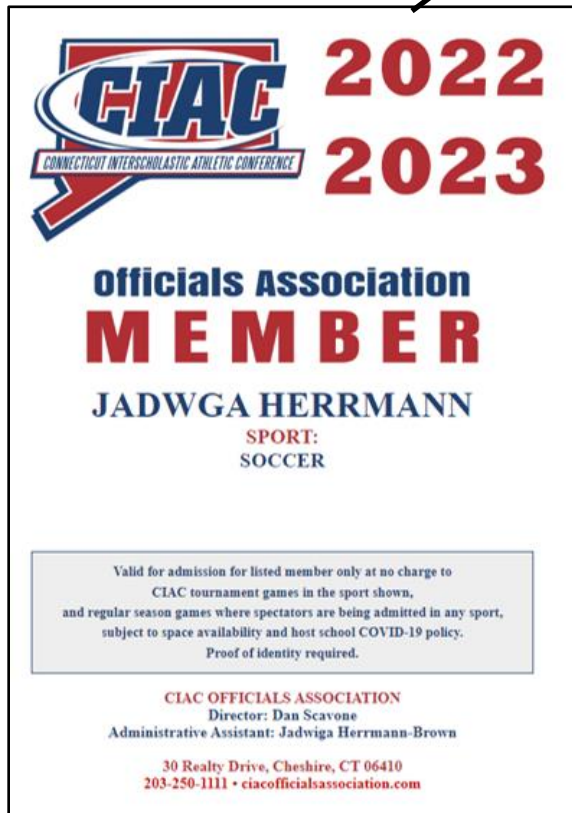 CIAC
CONNECTICUT INTERSCHOLASTIC ATHLETIC CONFERENCE
2022
2023
Officials Association
MEMBER
JADWGA HERRMANN
SPORT:
SOCCER
Valid for admission for listed member only at no charge to
CIAC tournament games in the sport shown,
and regular season games where spectators are being admitted in any sport,
subject to space availability and host school COVID-19 policy.
Proof of identity required.
CIAC OFFICIALS ASSOCIATION
Director: Dan Scavone
Administrative Assistant: Jadwiga Herrmann-Brown
30 Realty Drive, Cheshire, CT 06410
203-250-1111 • ciacofficialsassociation.com